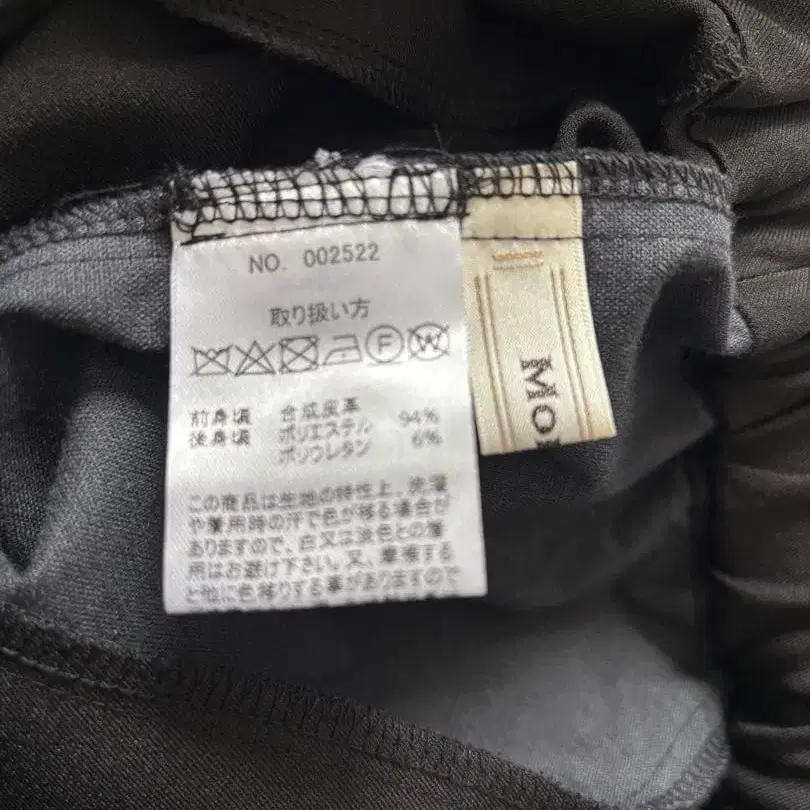 NO. 002522
取り扱い方
P W
前身頃 合成皮革
後身頃 ポリエステル 94%
ポリウレタン 6%
この商品は生地の特性上、洗濯
や着用時の汗で色が移る場合が
ありますので、白又は淡色との着
用はお避け下さい。又、摩擦する
と他に色移りする事がありますので
MO